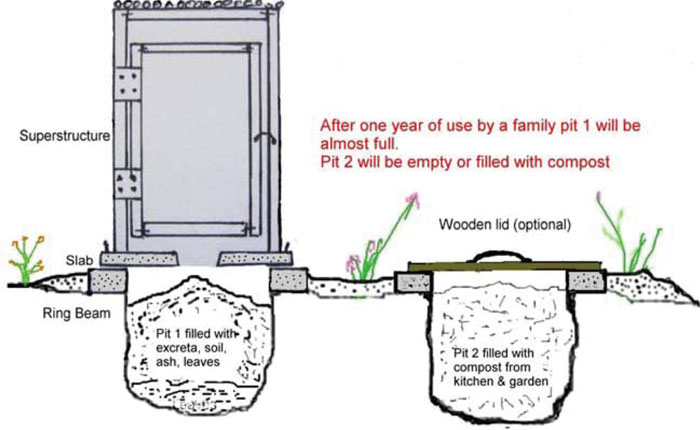 Superstructure
After one year of use by a family pit 1 will be
almost full.
Pit 2 will be empty or filled with compost
Wooden lid (optional)
Slab
Ring Beam
Pit 1 filled with
excreta, soil,
ash, leaves
Pit 2 filled with
compost from
kitchen & garden